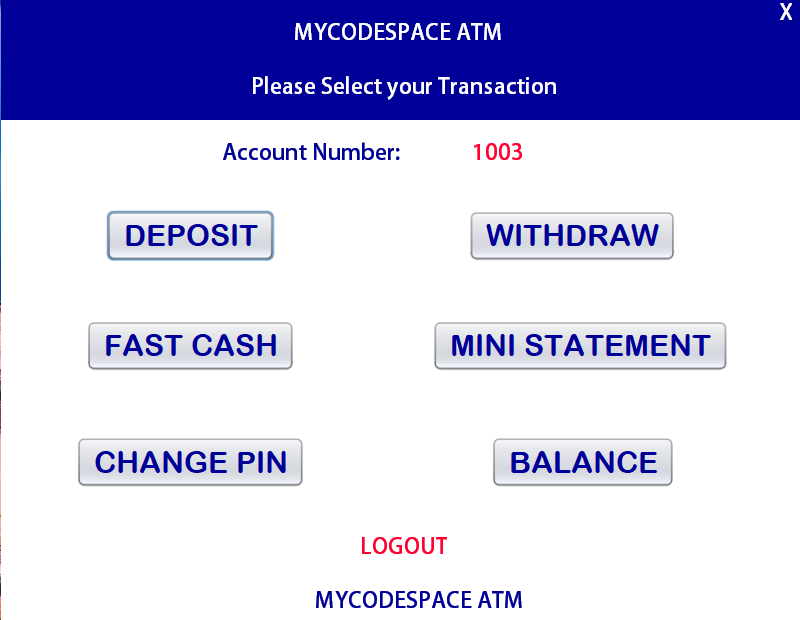 X
MYCODESPACE ATM
Please Select your Transaction
Account Number: 1003
DEPOSIT WITHDRAW
FAST CASH MINI STATEMENT
CHANGE PIN BALANCE
LOGOUT
MYCODESPACE ATM